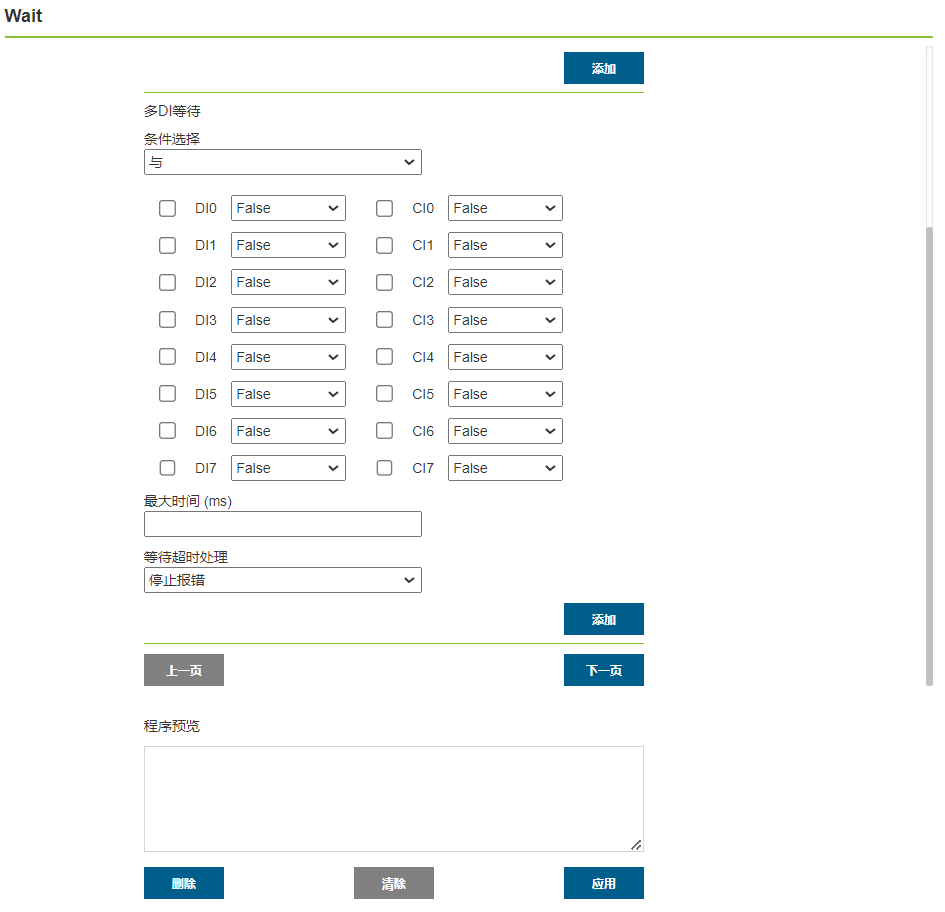 Wait
添加
多DI等待
条件选择
与
DI0 False CI0 False
DI1 False CI1 False
DI2 False CI2 False
DI3 False CI3 False
DI4 False CI4 False
DI5 False CI5 False
DI6 False CI6 False
DI7 False CI7 False
最大时间 (ms)
等待超时处理
停止报错
添加
上一页 下一页
程序预览
删除 清除 应用